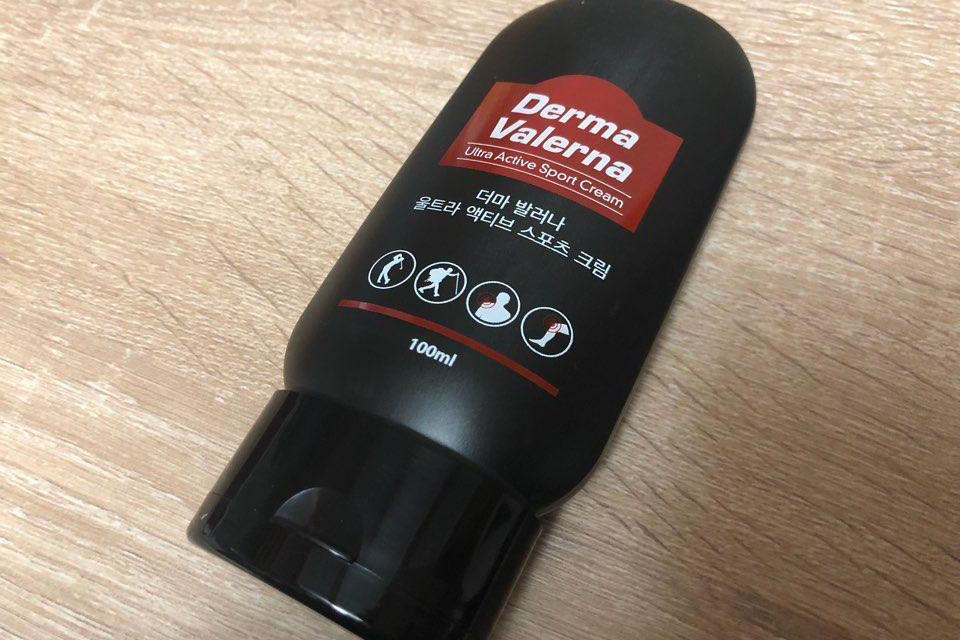 Derma
Valerna
Ultra Active Sport Cream
더마 발러나
울트라 액티브 스포츠 크림
100ml